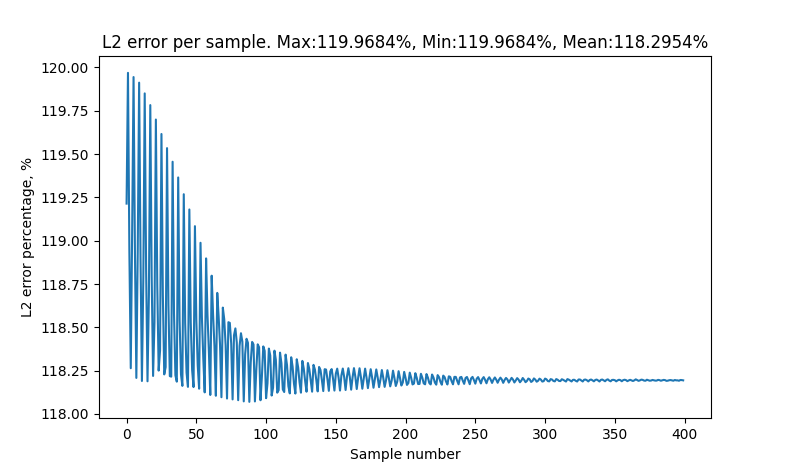 L2 error per sample. Max:119.9684%, Min:119.9684%, Mean:118.2954%
120.00
119.75
119.50
119.25
119.00
118.75
118.50
118.25
118.00
L2 error percentage, %
0 50 100 150 200 250 300 350 400
Sample number